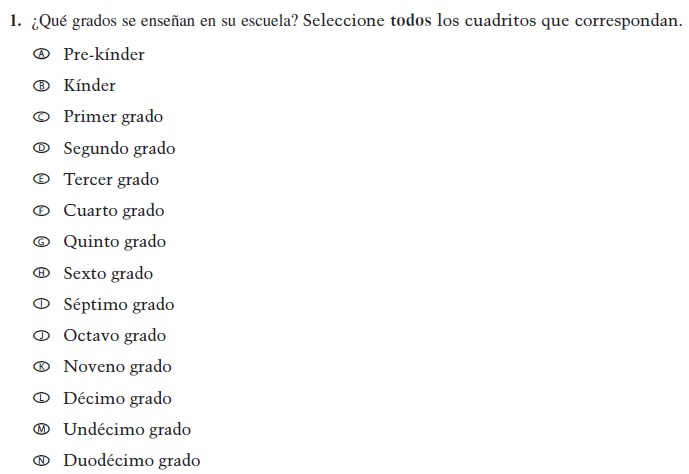 1. ¿Qué grados se enseñan en su escuela? Seleccione todos los cuadritos que correspondan.
A Pre-kínder
B Kínder
C Primer grado
D Segundo grado
E Tercer grado
F Cuarto grado
G Quinto grado
H Sexto grado
I Séptimo grado
J Octavo grado
K Noveno grado
L Décimo grado
M Undécimo grado
N Duodécimo grado